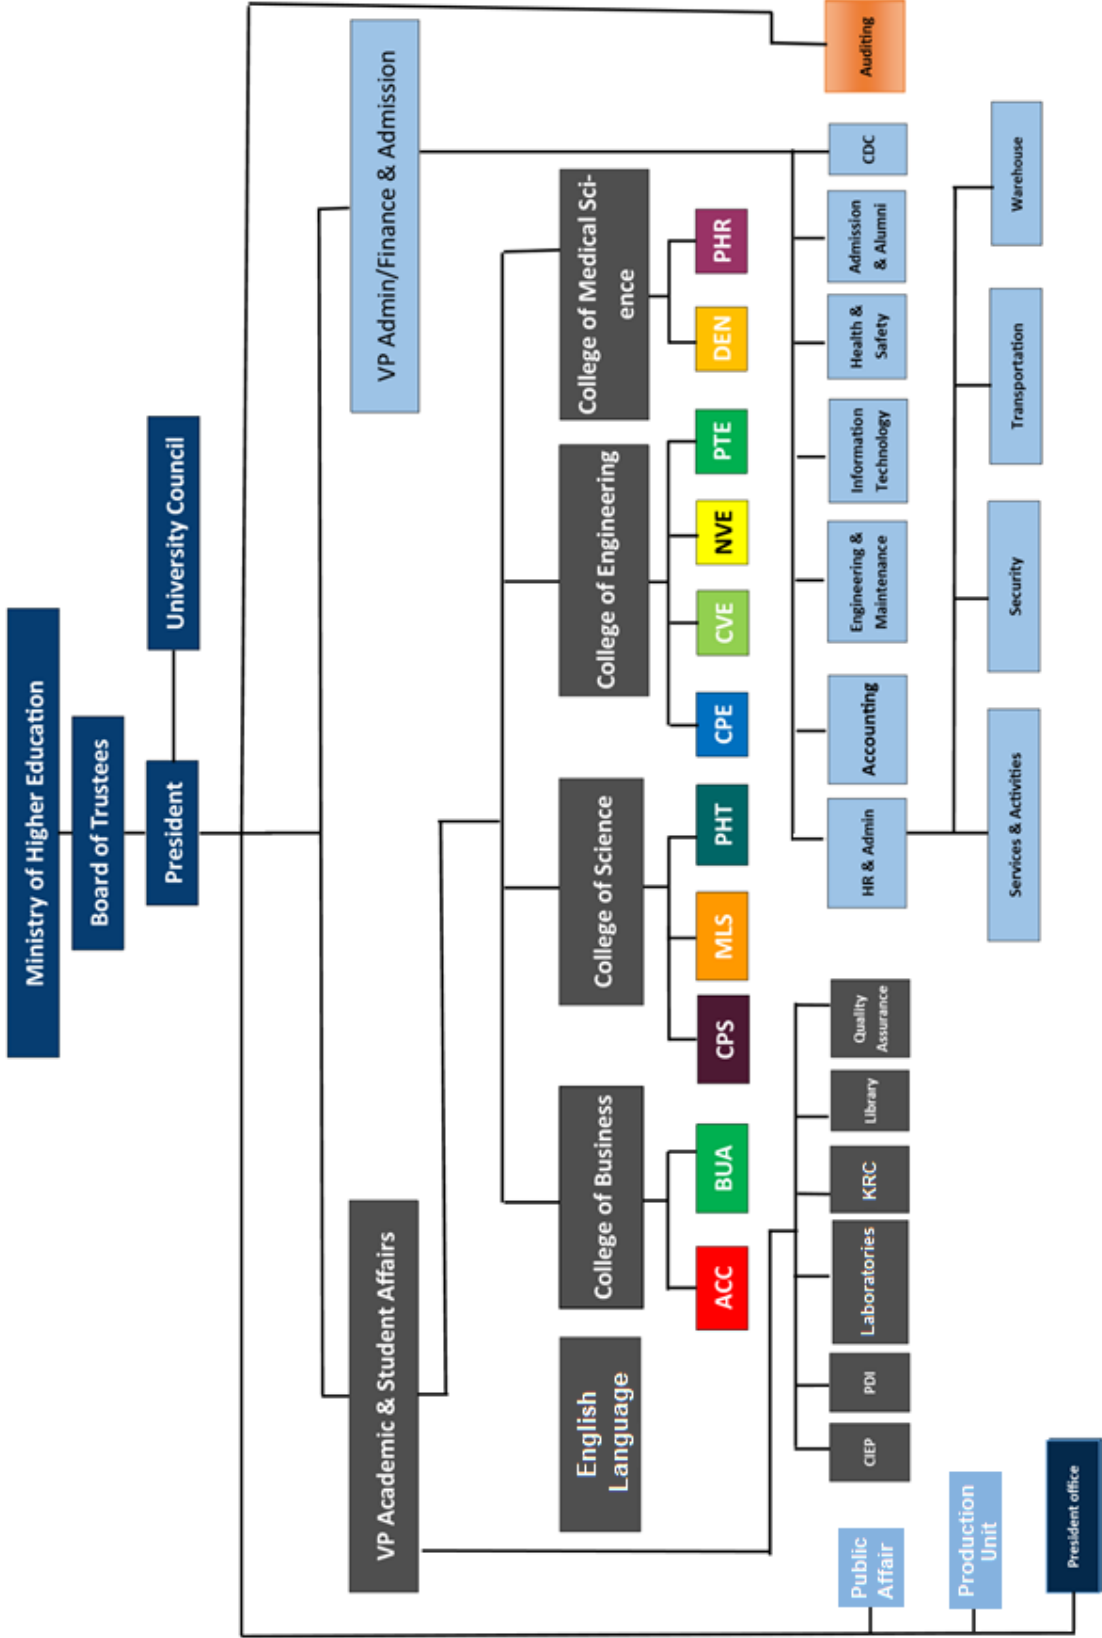 Ministry of Higher Education
Board of Trustees
President
University Council
VP Academic & Student Affairs
VP Admin/Finance & Admission
English
Language
College of Business
College of Science
College of Engineering
College of Medical Sci-
ence
ACC
BUA
CPS
MLS
PHT
CPE
CVE
NVE
PTE
DEN
PHR
Public
Affair
CIEP
PDI
Laboratories
KRC
Library
Quality
Assurance
HR & Admin
Accounting
Engineering &
Maintenance
Information
Technology
Health &
Safety
Admission
& Alumni
CDC
Auditing
Production
Unit
Services & Activities
Security
Transportation
Warehouse
President office